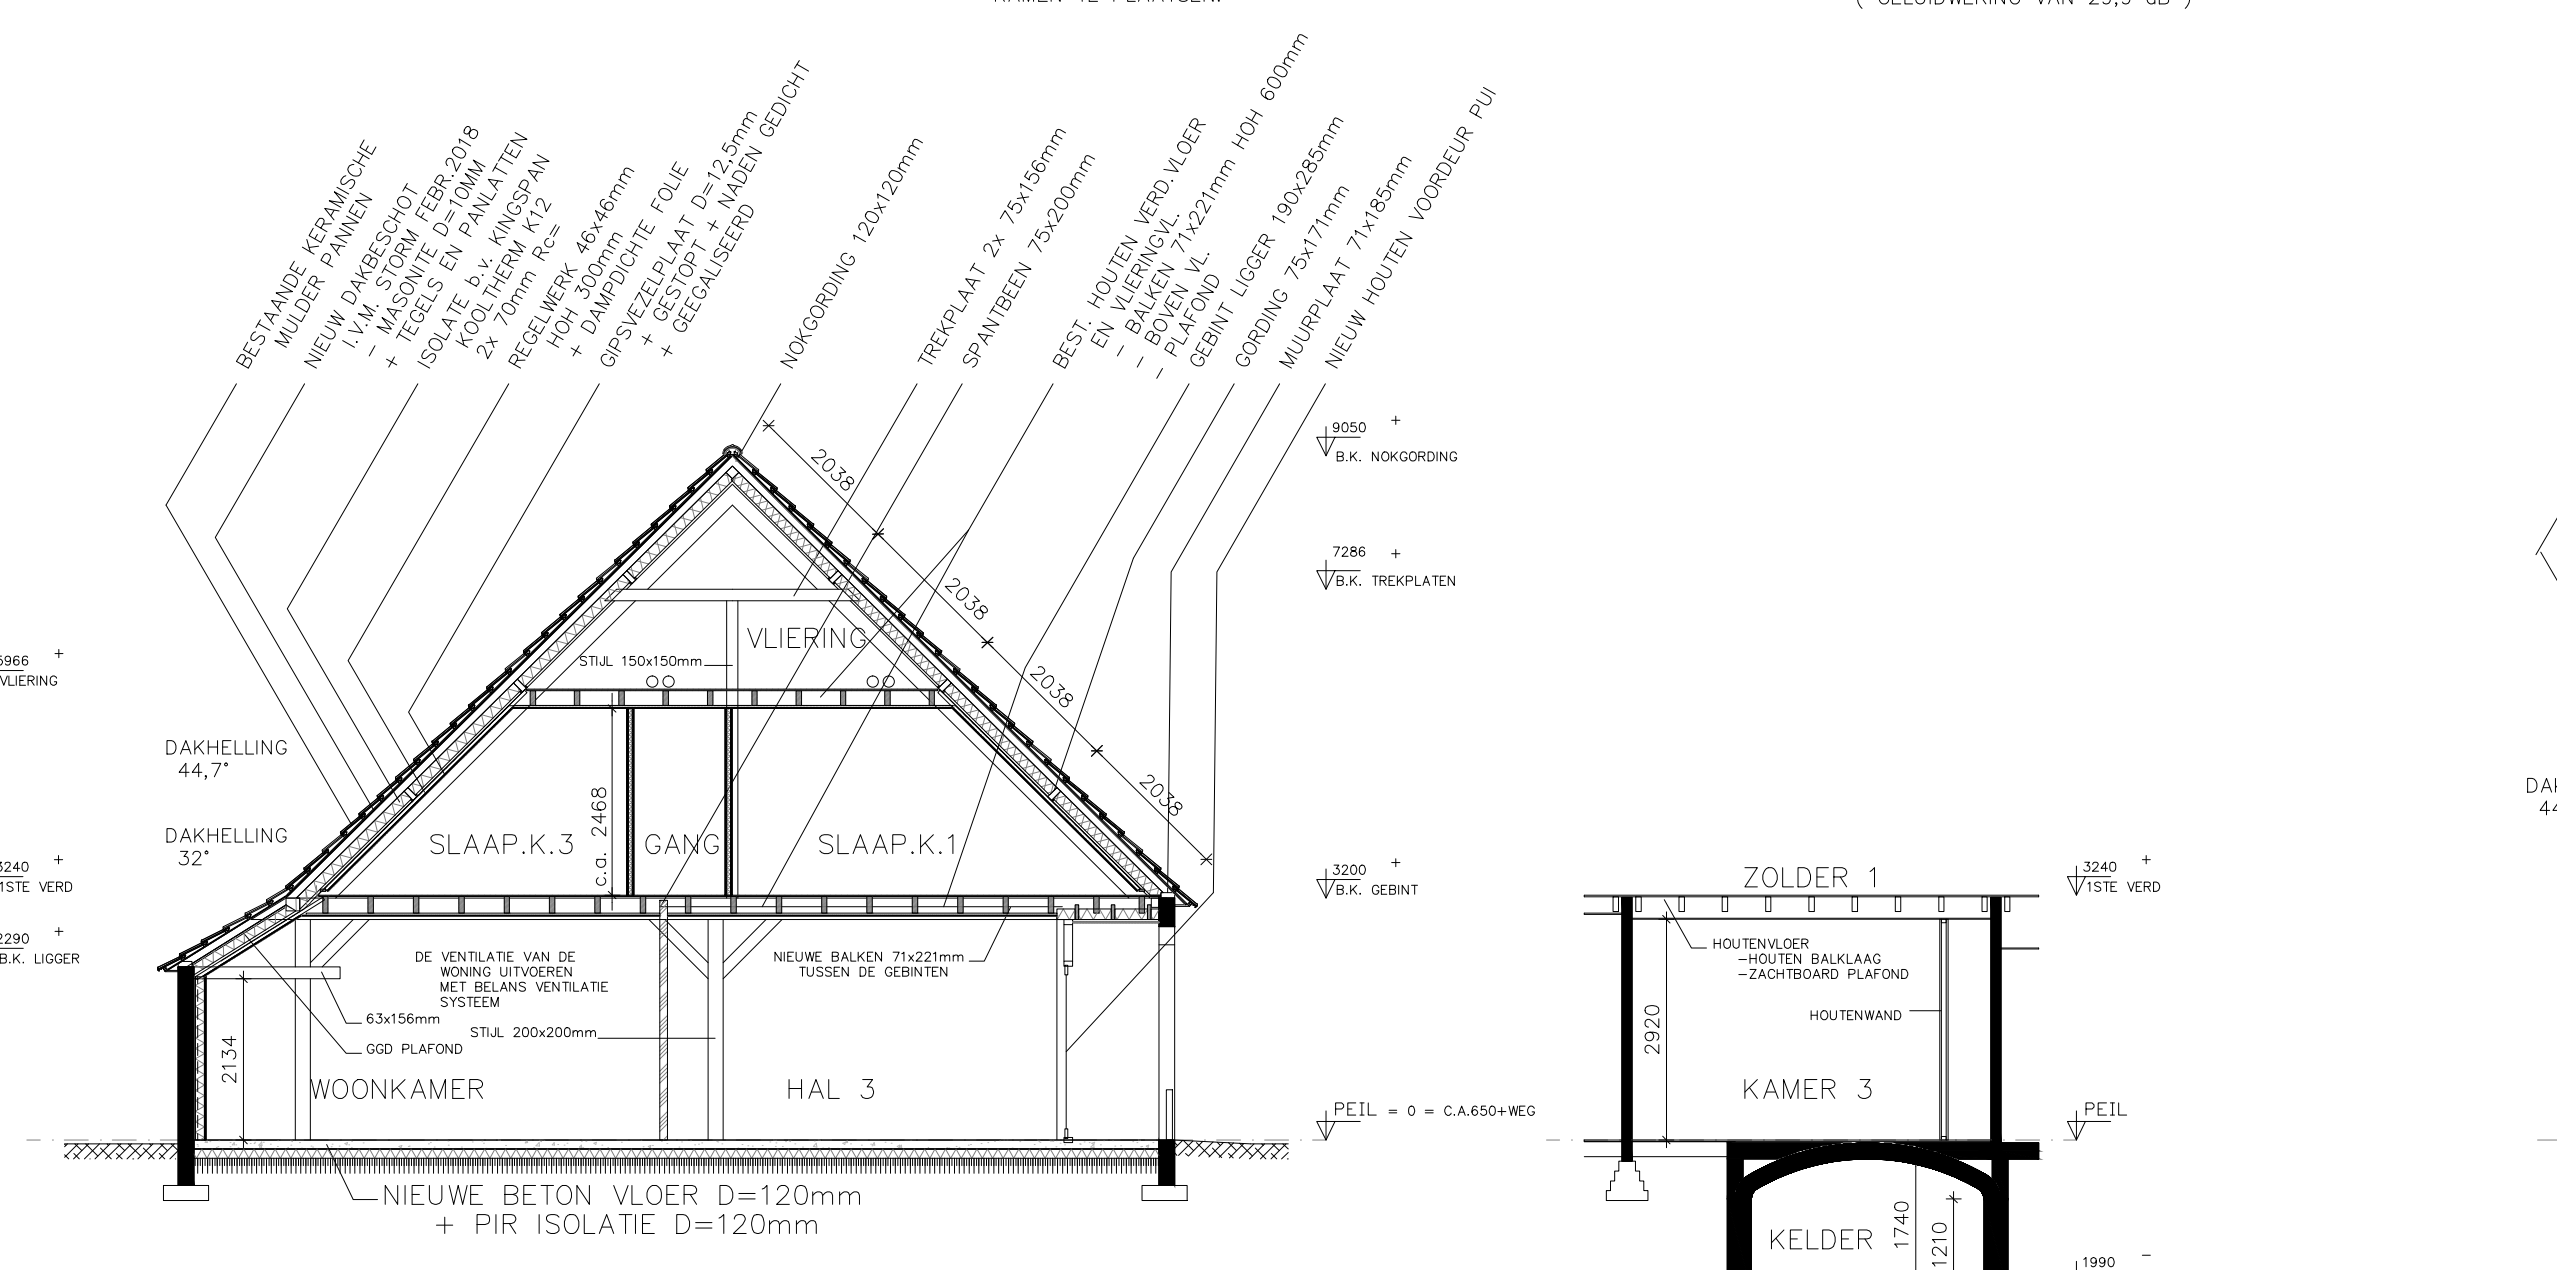 BESTAANDE KERAMISCHE
MULDER PANNEN
NIEUW DAKBESCHOT
I.V.M. STORM FEBR.2018
- MASONITE D=10MM
+ TEGELS EN PANLATTEN
ISOLATE b.v. KINGSPAN
KOOLTHERM K12
2x 70mm Rc=
REGELWERK 46x46mm
HOH 300mm
+ DAMPDICHTE FOLIE
GIPSVEZELPLAAT D=12,5mm
+ GESTOPT + NADEN GEDICHT
+ GEEGALISEERD
NOKGORDING 120x120mm
TREKPLAAT 2x 75x156mm
SPANTBEEN 75x200mm
BEST. HOUTEN VERD.VLOER
EN VLIERINGVL.
- BALKEN 71x221mm HOH 600mm
- BOVEN VL.
- PLAFOND
GEBINT LIGGER 190x285mm
GORDING 75x171mm
MUURPLAAT 71x185mm
NIEUW HOUTEN VOORDEUR PUI
9050 +
B.K. NOKGORDING
7286 +
B.K. TREKPLATEN
3200 +
B.K. GEBINT
PEIL = 0 = C.A.650+WEG
2038
2038
2038
2038
+
VLIERING
DAKHELLING
44,7°
DAKHELLING
32°
3240 +
1STE VERD
2290 +
B.K. LIGGER
VLIERING
STIJL 150x150mm
c.a. 2468
SLAAP.K.3
GANG
SLAAP.K.1
DE VENTILATIE VAN DE
WONING UITVOEREN
MET BELANS VENTILATIE
SYSTEEM
NIEUWE BALKEN 71x221mm
TUSSEN DE GEBINTEN
63x156mm
STIJL 200x200mm
GGD PLAFOND
2134
WOONKAMER
HAL 3
NIEUWE BETON VLOER D=120mm
+ PIR ISOLATIE D=120mm
ZOLDER 1
3240 +
1STE VERD
HOUTENVLOER
-HOUTEN BALKLAAG
-ZACHTBOARD PLAFOND
HOUTENWAND
2920
KAMER 3
PEIL
KELDER
1740
1210
1990 -